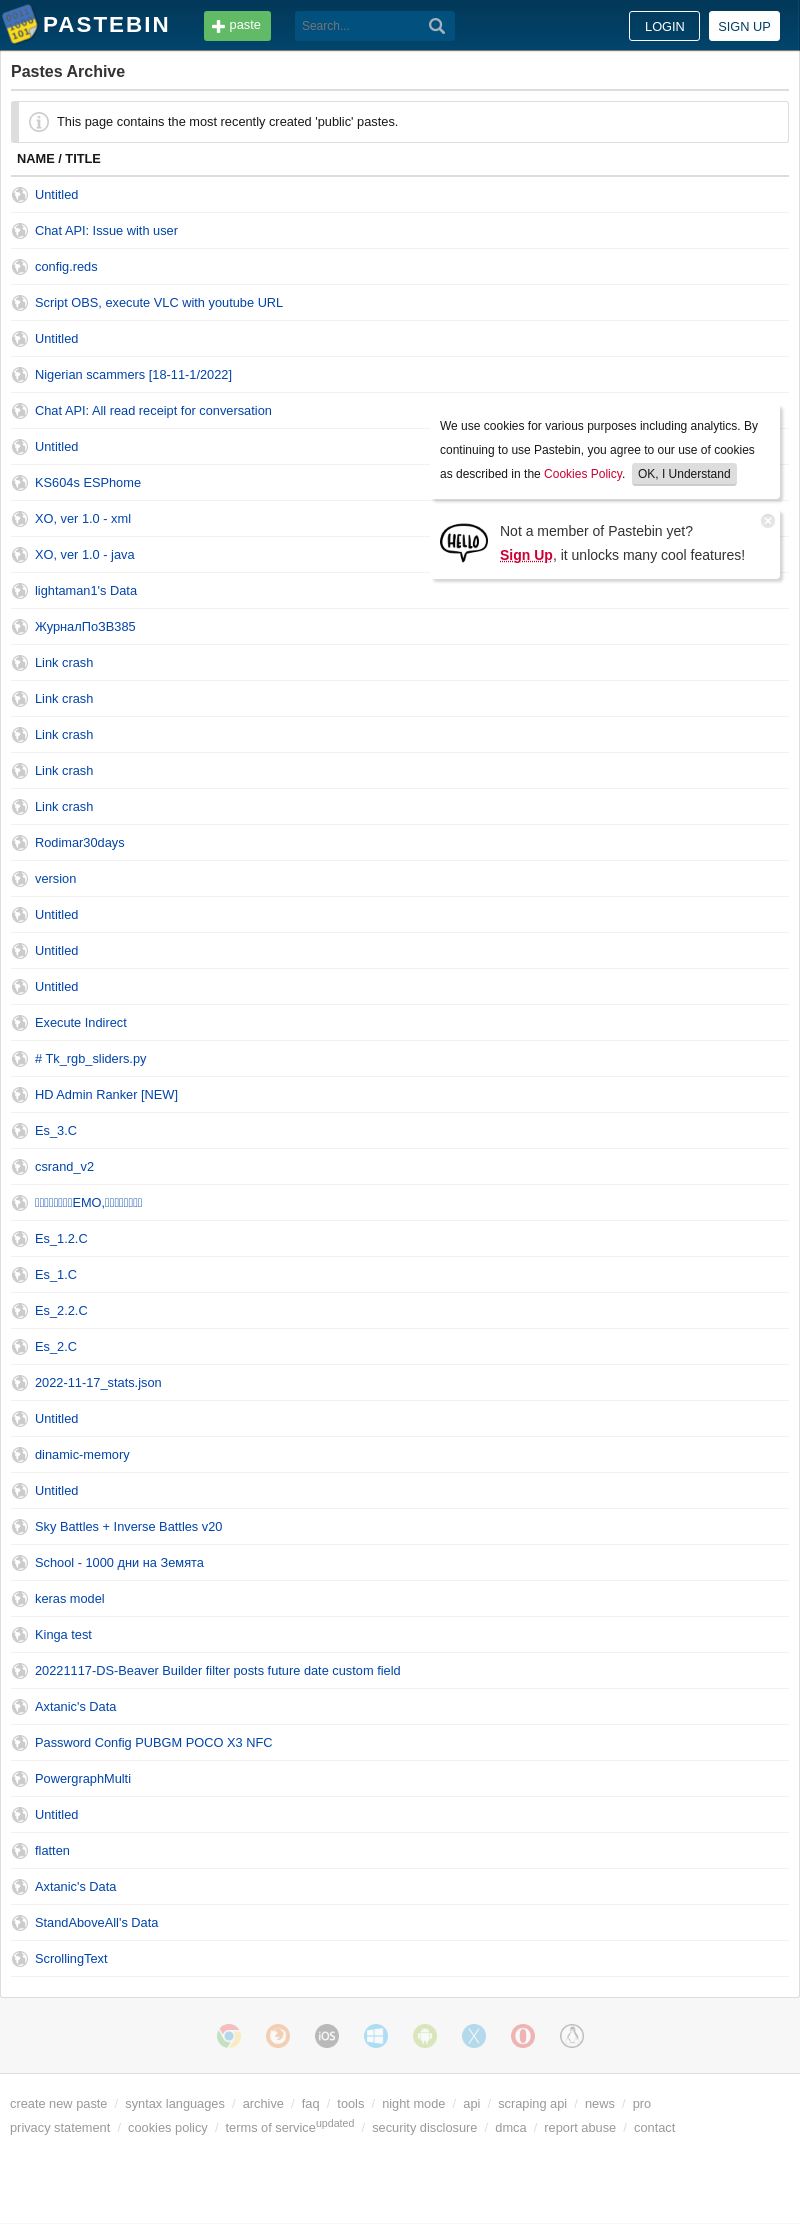 PASTEBIN
paste
Search...
LOGIN
SIGN UP
Pastes Archive
This page contains the most recently created 'public' pastes.
NAME / TITLE
Untitled
Chat API: Issue with user
config.reds
Script OBS, execute VLC with youtube URL
Untitled
Nigerian scammers [18-11-1/2022]
Chat API: All read receipt for conversation
Untitled
KS604s ESPhome
XO, ver 1.0 - xml
XO, ver 1.0 - java
lightaman1's Data
We use cookies for various purposes including analytics. By
continuing to use Pastebin, you agree to our use of cookies
as described in the Cookies Policy. OK, I Understand
HELLO
Not a member of Pastebin yet?
Sign Up, it unlocks many cool features!
ЖурналПоЗВ385
Link crash
Link crash
Link crash
Link crash
Link crash
Rodimar30days
version
Untitled
Untitled
Untitled
Execute Indirect
# Tk_rgb_sliders.py
HD Admin Ranker [NEW]
Es_3.C
csrand_v2
EMO,
Es_1.2.C
Es_1.C
Es_2.2.C
Es_2.C
2022-11-17_stats.json
Untitled
dinamic-memory
Untitled
Sky Battles + Inverse Battles v20
School - 1000 дни на Земята
keras model
Kinga test
20221117-DS-Beaver Builder filter posts future date custom field
Axtanic's Data
Password Config PUBGM POCO X3 NFC
PowergraphMulti
Untitled
flatten
Axtanic's Data
StandAboveAll's Data
ScrollingText
iOS
create new paste / syntax languages / archive / faq / tools / night mode / api / scraping api / news / pro
privacy statement / cookies policy / terms of service updated / security disclosure / dmca / report abuse / contact